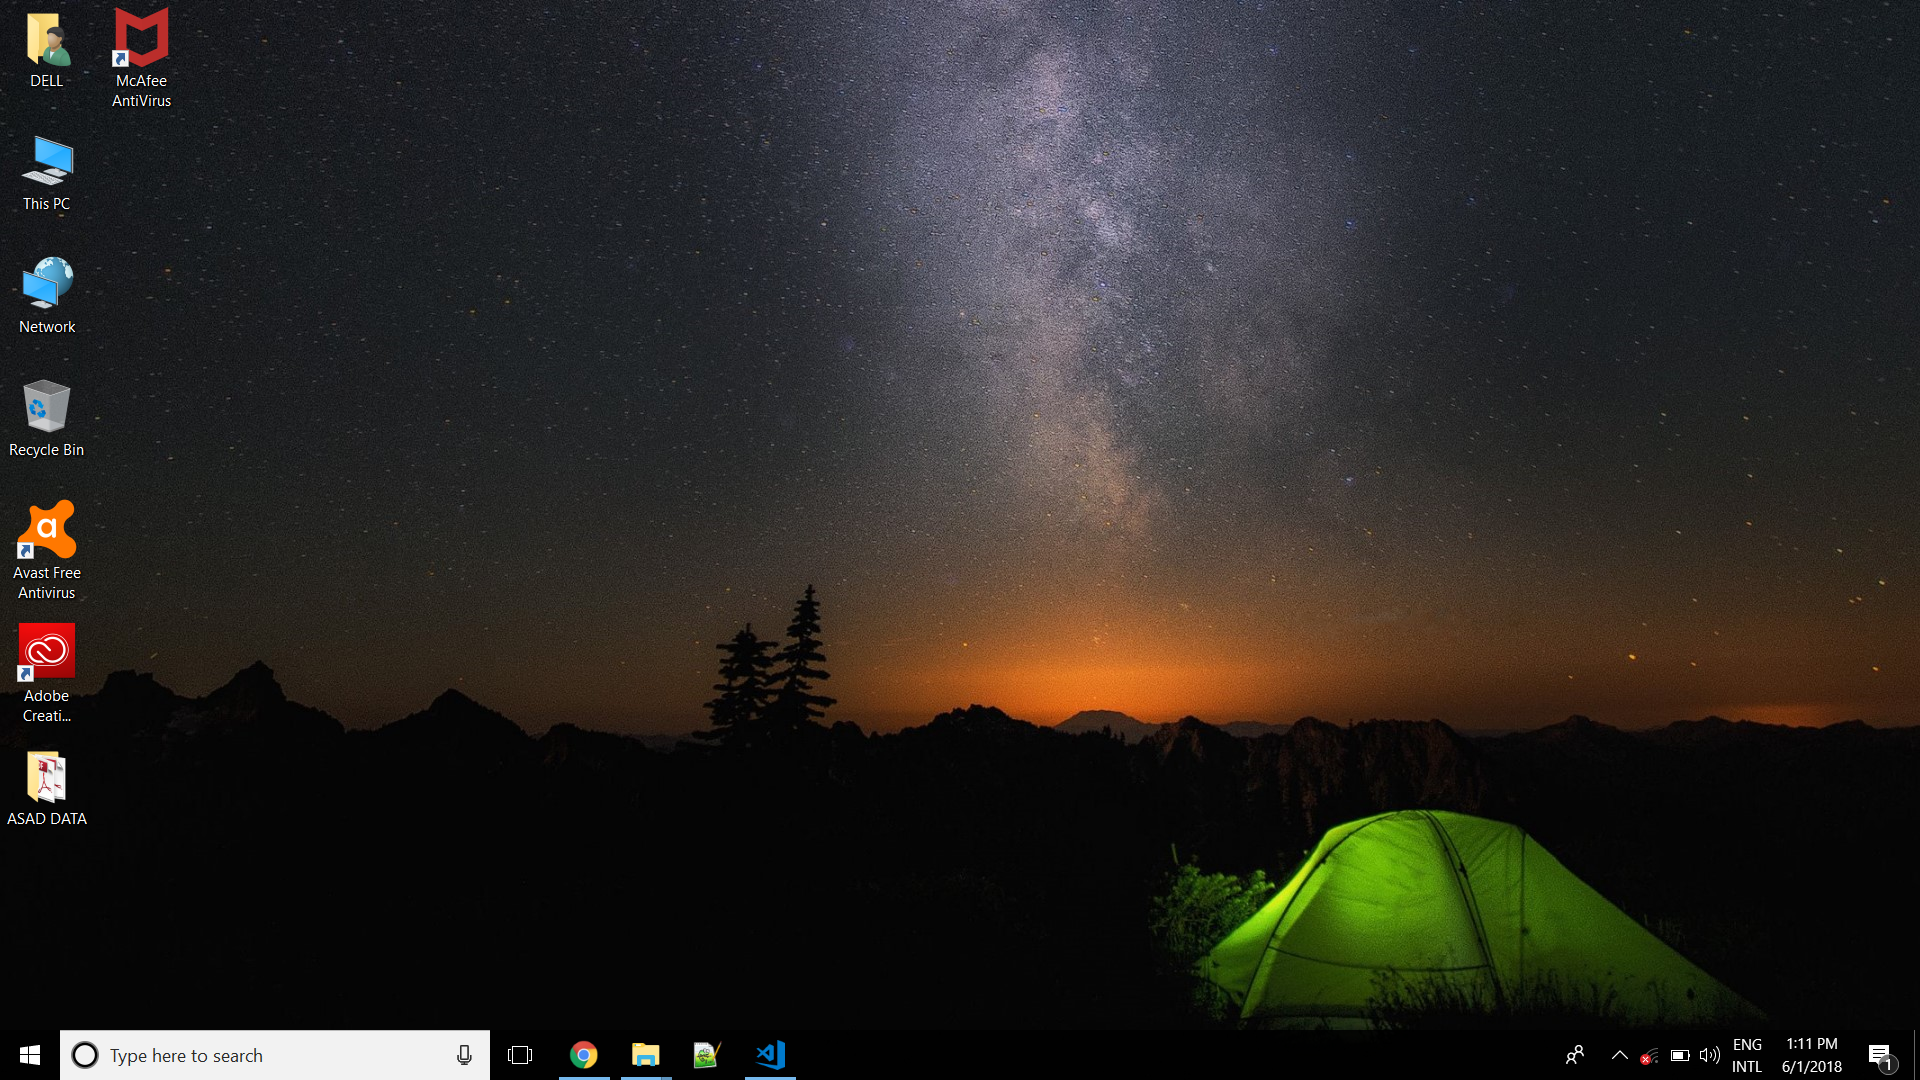 DELL
McAfee
AntiVirus
This PC
Network
Recycle Bin
a
Avast Free
Antivirus
Adobe
Creati...
ASAD DATA
Type here to search
ENG
INTL
1:11 PM
6/1/2018
1